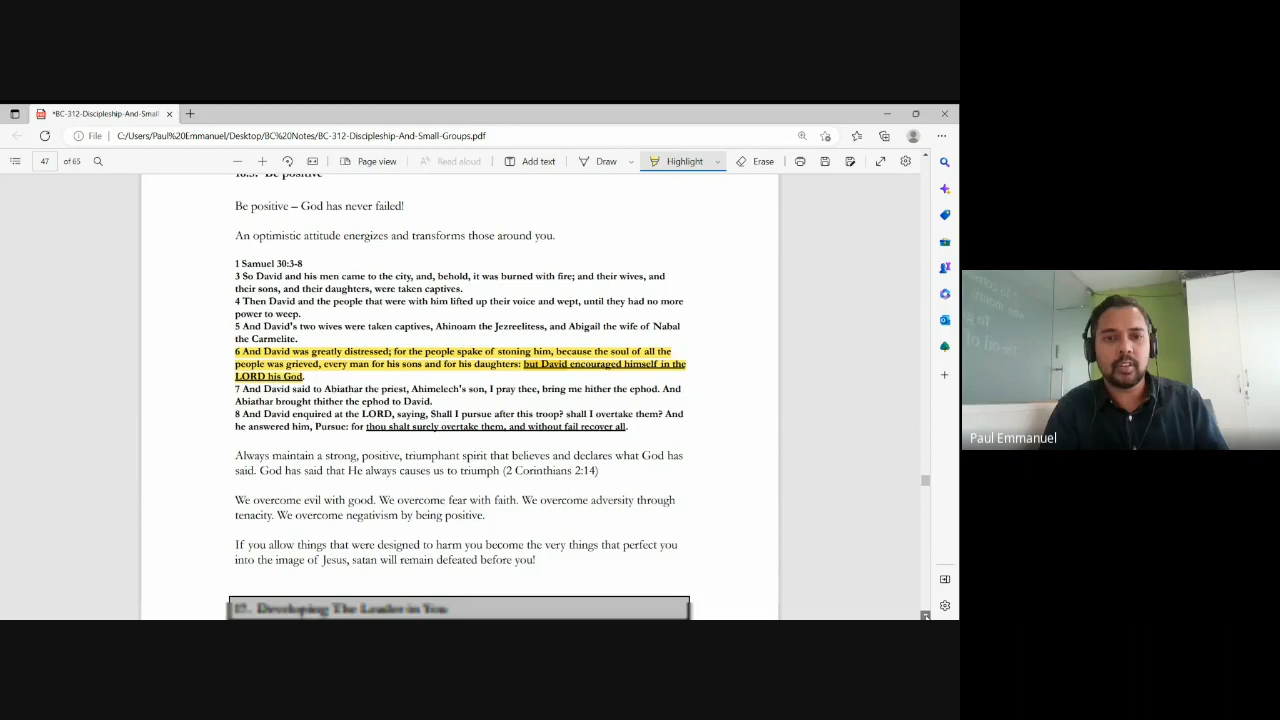 *BC-312-Discipleship-And-Small
File
C:/Users/Paul%20Emmanuel/Desktop/BC%20Notes/BC-312-Discipleship-And-Small-Groups.pdf
47 of 65
Page view
Read aloud
Add text
Draw
Highlight
Erase
Be positive
Be positive – God has never failed!
An optimistic attitude energizes and transforms those around you.
1 Samuel 30:3-8
3 So David and his men came to the city, and, behold, it was burned with fire; and their wives, and
their sons, and their daughters, were taken captives.
4 Then David and the people that were with him lifted up their voice and wept, until they had no more
power to weep.
5 And David's two wives were taken captives, Ahinoam the Jezreelitess, and Abigail the wife of Nabal
the Carmelite.
6 And David was greatly distressed; for the people spake of stoning him, because the soul of all the
people was grieved, every man for his sons and for his daughters: but David encouraged himself in the
LORD his God.
7 And David said to Abiathar the priest, Ahimelech's son, I pray thee, bring me hither the ephod. And
Abiathar brought thither the ephod to David.
8 And David enquired at the LORD, saying, Shall I pursue after this troop? shall I overtake them? And
he answered him, Pursue: for thou shalt surely overtake them, and without fail recover all.
Always maintain a strong, positive, triumphant spirit that believes and declares what God has
said. God has said that He always causes us to triumph (2 Corinthians 2:14)
We overcome evil with good. We overcome fear with faith. We overcome adversity through
tenacity. We overcome negativism by being positive.
If you allow things that were designed to harm you become the very things that perfect you
into the image of Jesus, satan will remain defeated before you!
Developing The Leader in You
Paul Emmanuel